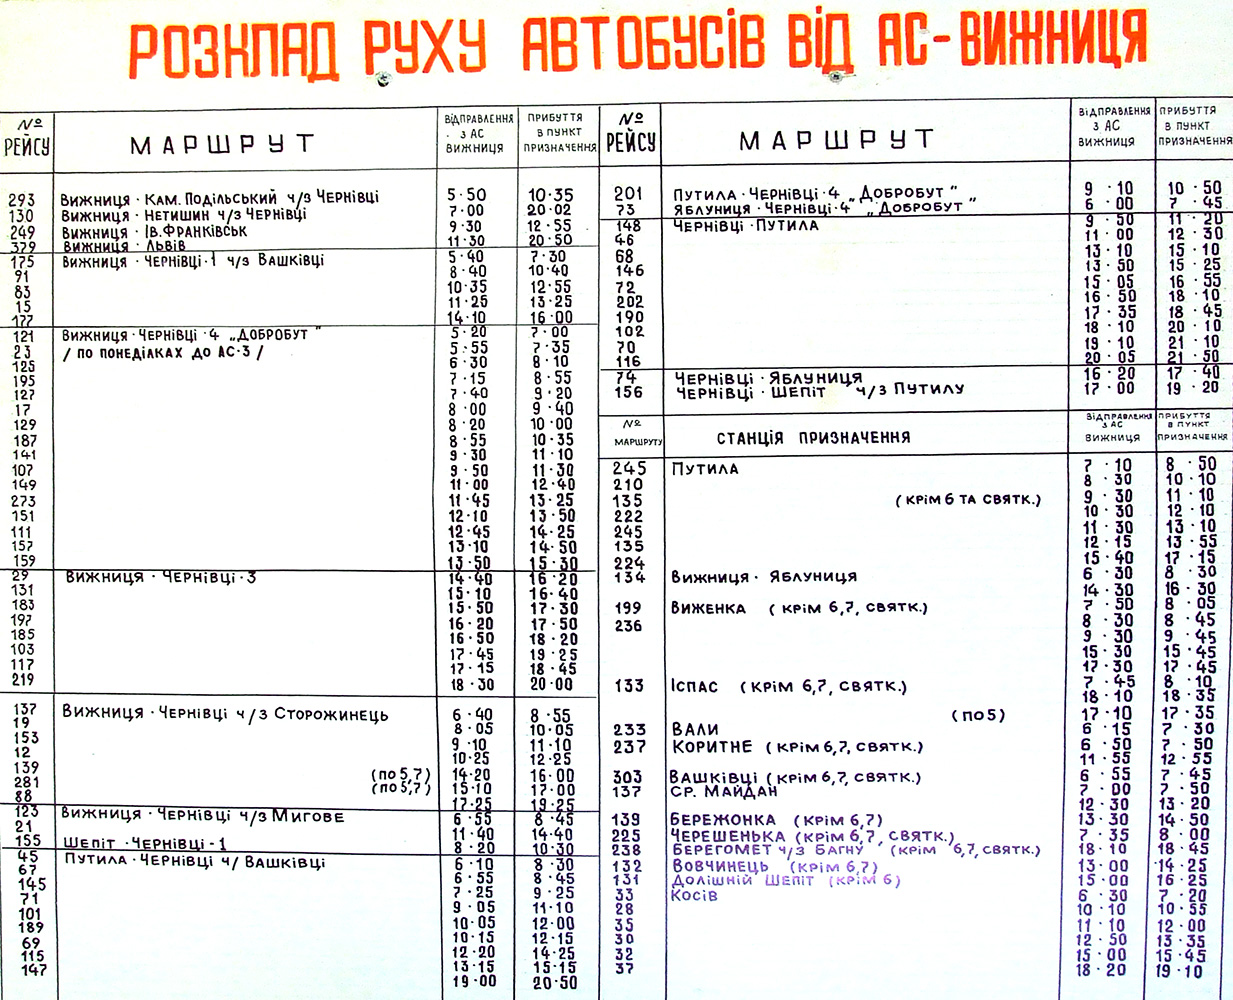 РОЗКЛАД РУХУ АВТОБУСІВ ВІД АС-ВИЖНИЦЯ
№ РЕЙСУ МАРШРУТ ВІДПРАВЛЕННЯ З АС ВИЖНИЦЯ ПРИБУТТЯ В ПУНКТ ПРИЗНАЧЕННЯ
293 ВИЖНИЦЯ·КАМ.ПОДІЛЬСЬКИЙ Ч/З ЧЕРНІВЦІ 5·50 10·35
130 ВИЖНИЦЯ·НЕТИШИН Ч/З ЧЕРНІВЦІ 7·00 20·02
249 ВИЖНИЦЯ·ІВ.ФРАНКІВСЬК 9·30 12·55
329 ВИЖНИЦЯ·ЛЬВІВ 11·30 20·50
175 ВИЖНИЦЯ·ЧЕРНІВЦІ·1 Ч/З ВАШКІВЦІ 5·40 7·30
91 8·40 10·40
83 10·35 12·55
15 11·25 13·25
177 14·10 16·00
121 ВИЖНИЦЯ·ЧЕРНІВЦІ·4 „ДОБРОБУТ" 5·20 7·00
23 / ПО ПОНЕДІЛКАХ ДО АС·3 / 5·55 7·35
125 6·30 8·10
195 7·15 8·55
127 7·40 9·20
17 8·00 9·40
129 8·20 10·00
187 8·55 10·35
141 9·30 11·10
107 9·50 11·30
149 11·00 12·40
273 11·45 13·25
151 12·10 13·50
111 12·45 14·25
157 13·10 14·50
159 13·50 15·30
29 ВИЖНИЦЯ·ЧЕРНІВЦІ·3 14·40 16·20
131 15·10 16·40
183 15·50 17·30
197 16·20 17·50
185 16·50 18·20
103 17·45 19·25
117 17·15 18·45
219 18·30 20·00
137 ВИЖНИЦЯ·ЧЕРНІВЦІ Ч/З СТОРОЖИНЕЦЬ 6·40 8·55
19 8·05 10·05
153 9·10 11·10
12 10·25 12·25
139 (ПО 5,7) 14·20 16·00
281 (ПО 5,7) 15·10 17·00
88 17·25 19·25
123 ВИЖНИЦЯ·ЧЕРНІВЦІ Ч/З МИГОВЕ 6·55 8·45
21 11·40 14·40
155 ШЕПІТ·ЧЕРНІВЦІ-1 8·20 10·30
45 ПУТИЛА·ЧЕРНІВЦІ Ч/ ВАШКІВЦІ 6·10 8·30
67 6·55 8·45
145 7·25 9·25
71 9·05 11·10
101 10·05 12·00
189 10·15 12·15
69 12·20 14·25
115 13·15 15·15
147 19·00 20·50
№ РЕЙСУ МАРШРУТ ВІДПРАВЛЕННЯ З АС ВИЖНИЦЯ ПРИБУТТЯ В ПУНКТ ПРИЗНАЧЕННЯ
201 ПУТИЛА·ЧЕРНІВЦІ·4 „ДОБРОБУТ" 9·10 10·50
73 ЯБЛУНИЦЯ·ЧЕРНІВЦІ·4 „ДОБРОБУТ" 6·00 7·45
148 ЧЕРНІВЦІ·ПУТИЛА 9·50 11·20
46 11·00 12·30
68 13·10 15·10
146 13·50 15·25
72 15·05 16·55
202 16·50 18·10
190 17·35 18·45
102 18·10 20·10
70 19·10 21·10
116 20·05 21·50
74 ЧЕРНІВЦІ·ЯБЛУНИЦЯ 16·20 17·40
156 ЧЕРНІВЦІ·ШЕПІТ Ч/З ПУТИЛУ 17·00 19·20
№ МАРШРУТУ СТАНЦІЯ ПРИЗНАЧЕННЯ ВІДПРАВЛЕННЯ З АС ВИЖНИЦЯ ПРИБУТТЯ В ПУНКТ ПРИЗНАЧЕННЯ
245 ПУТИЛА 7·10 8·50
210 8·30 10·10
135 (КРІМ 6 ТА СВЯТК.) 9·30 11·10
222 10·30 12·10
245 11·30 13·10
135 12·15 13·55
224 15·40 17·15
134 ВИЖНИЦЯ·ЯБЛУНИЦЯ 6·30 8·30
14·30 16·30
199 ВИЖЕНКА (КРІМ 6,7, СВЯТК.) 7·50 8·05
236 8·30 8·45
9·30 9·45
15·30 15·45
17·30 17·45
133 ІСПАС (КРІМ 6,7, СВЯТК.) 7·45 8·10
18·10 18·35
(ПО 5) 17·10 17·35
233 ВАЛИ 6·15 7·30
237 КОРИТНЕ (КРІМ 6,7, СВЯТК.) 6·50 7·50
11·55 12·55
303 ВАШКІВЦІ (КРІМ 6,7, СВЯТК.) 6·55 7·45
137 СР. МАЙДАН 7·00 7·50
12·30 13·20
139 БЕРЕЖОНКА (КРІМ 6,7) 13·30 14·50
225 ЧЕРЕШЕНЬКА (КРІМ 6,7, СВЯТК.) 7·35 8·00
238 БЕРЕГОМЕТ Ч/З БАГНУ (КРІМ 6,7, СВЯТК.) 18·10 18·45
132 ВОВЧИНЕЦЬ (КРІМ 6,7) 13·00 14·25
131 ДОЛІШНІЙ ШЕПІТ (КРІМ 6) 15·00 16·25
33 КОСІВ 6·30 7·20
28 10·10 10·55
35 11·10 12·00
30 12·50 13·35
32 15·00 15·45
37 18·20 19·10